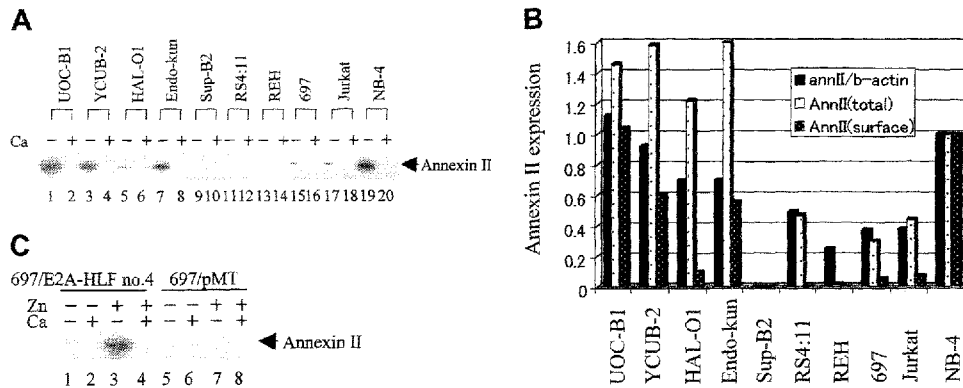 A
UOC-B1 YCUB-2 HAL-O1 Endo-kun Sup-B2 RS4:11 REH 697 Jurkat NB-4
Ca − + − + − + − + − + − + − + − + − + − +
Annexin II
1 2 3 4 5 6 7 8 9 10 11 12 13 14 15 16 17 18 19 20
B
Annexin II expression
1.6
1.4
1.2
1.0
0.8
0.6
0.4
0.2
0
annII/b-actin
AnnII(total)
AnnII(surface)
UOC-B1 YCUB-2 HAL-O1 Endo-kun Sup-B2 RS4:11 REH 697 Jurkat NB-4
C
697/E2A-HLF no.4 697/pMT
Zn − − + + − − + +
Ca − + − + − + − +
Annexin II
1 2 3 4 5 6 7 8